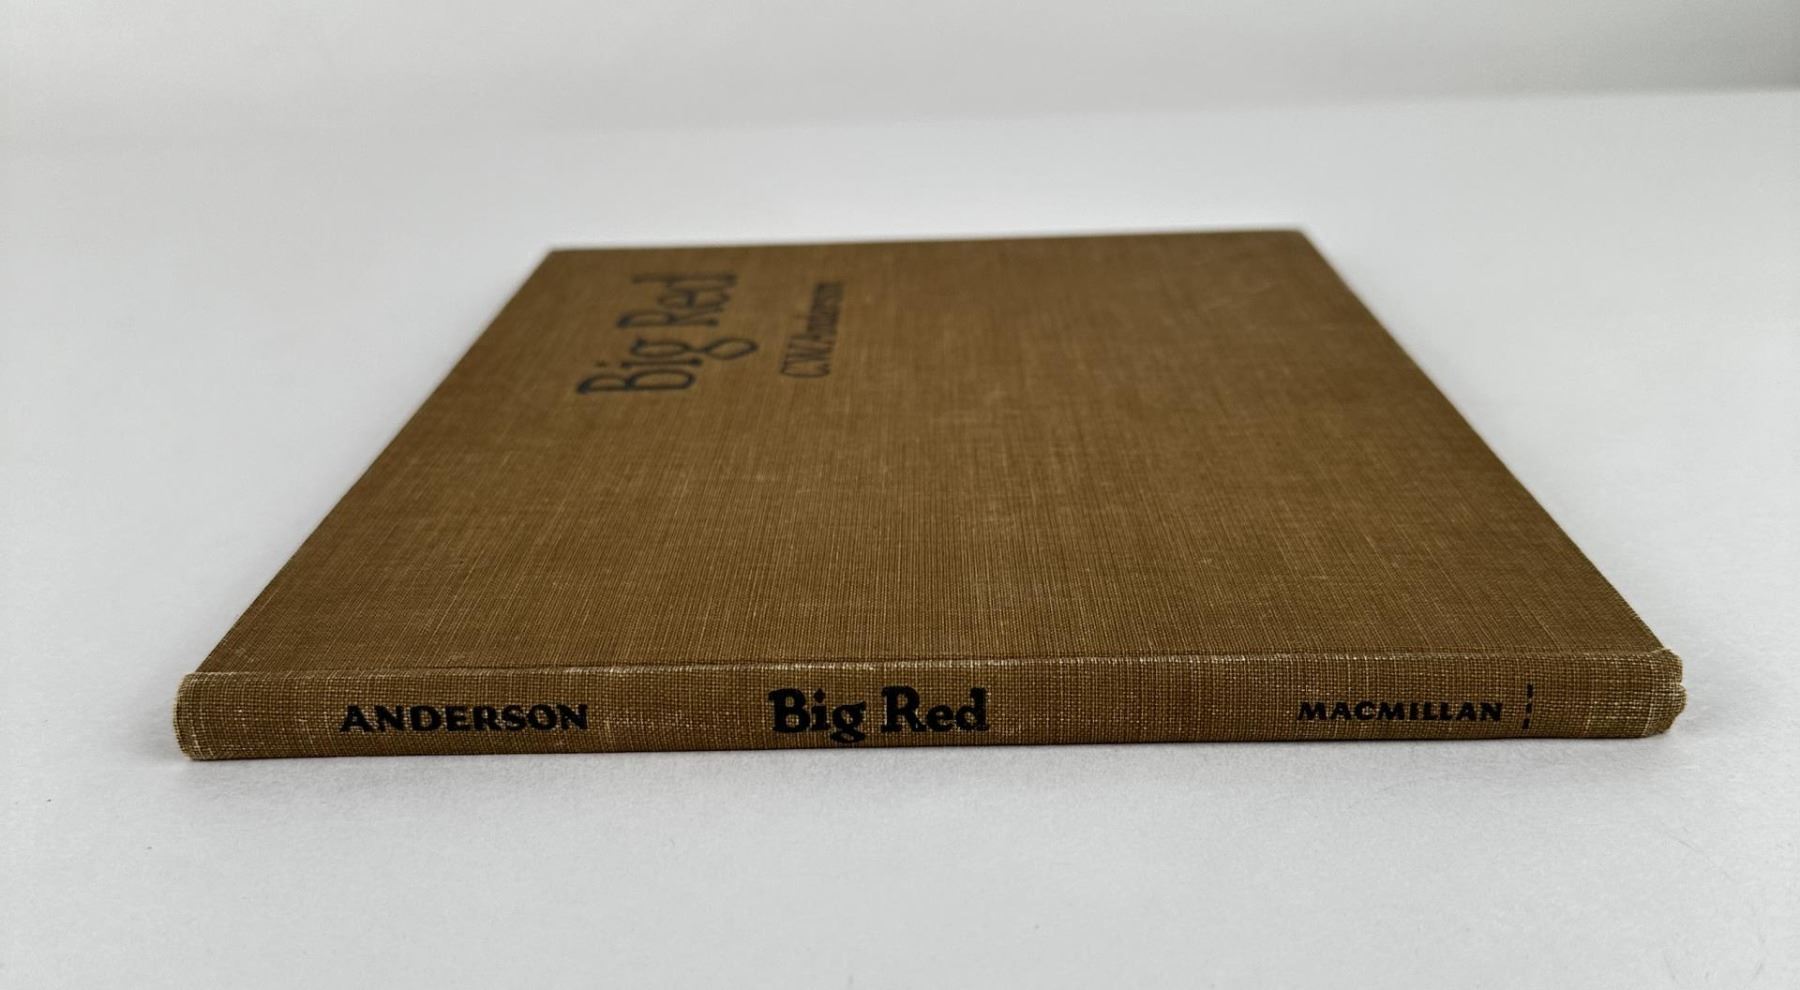 Big Red
C.W. Anderson
ANDERSON Big Red MACMILLAN